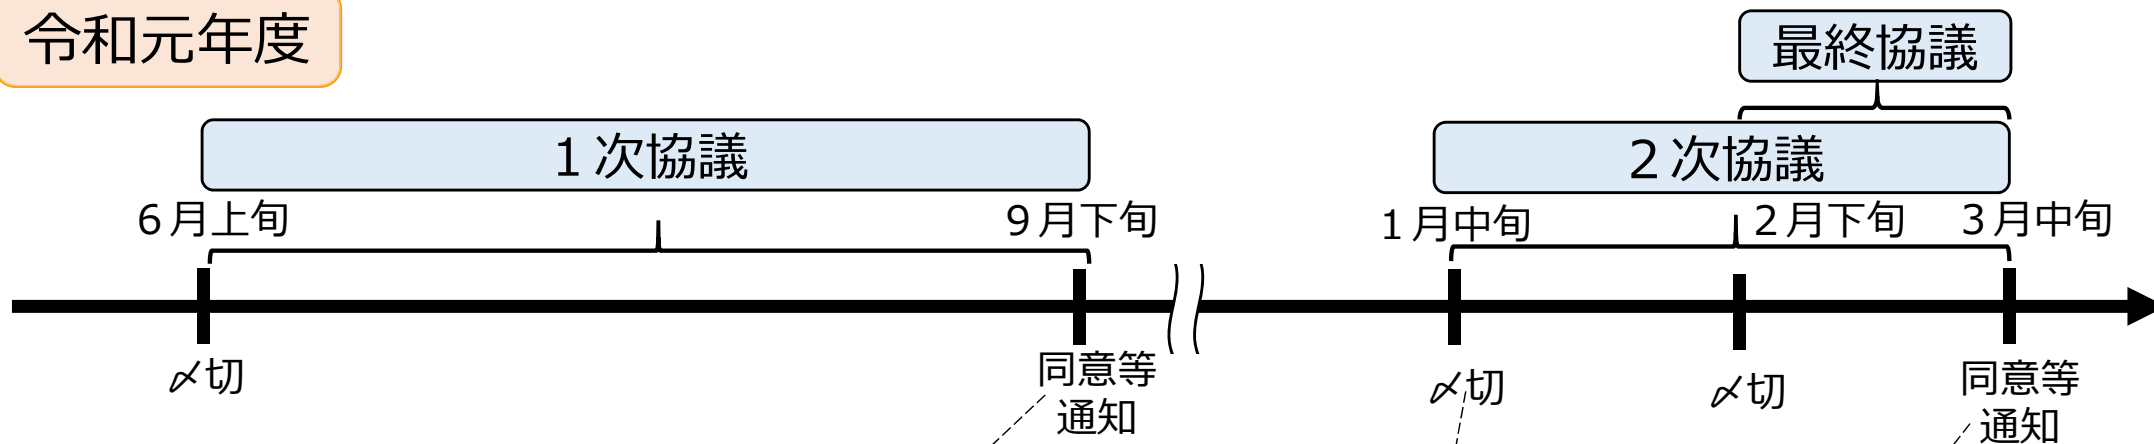 令和元年度
最終協議
1次協議
2次協議
6月上旬
9月下旬
1月中旬
2月下旬
3月中旬
〆切
同意等
通知
〆切
〆切
同意等
通知